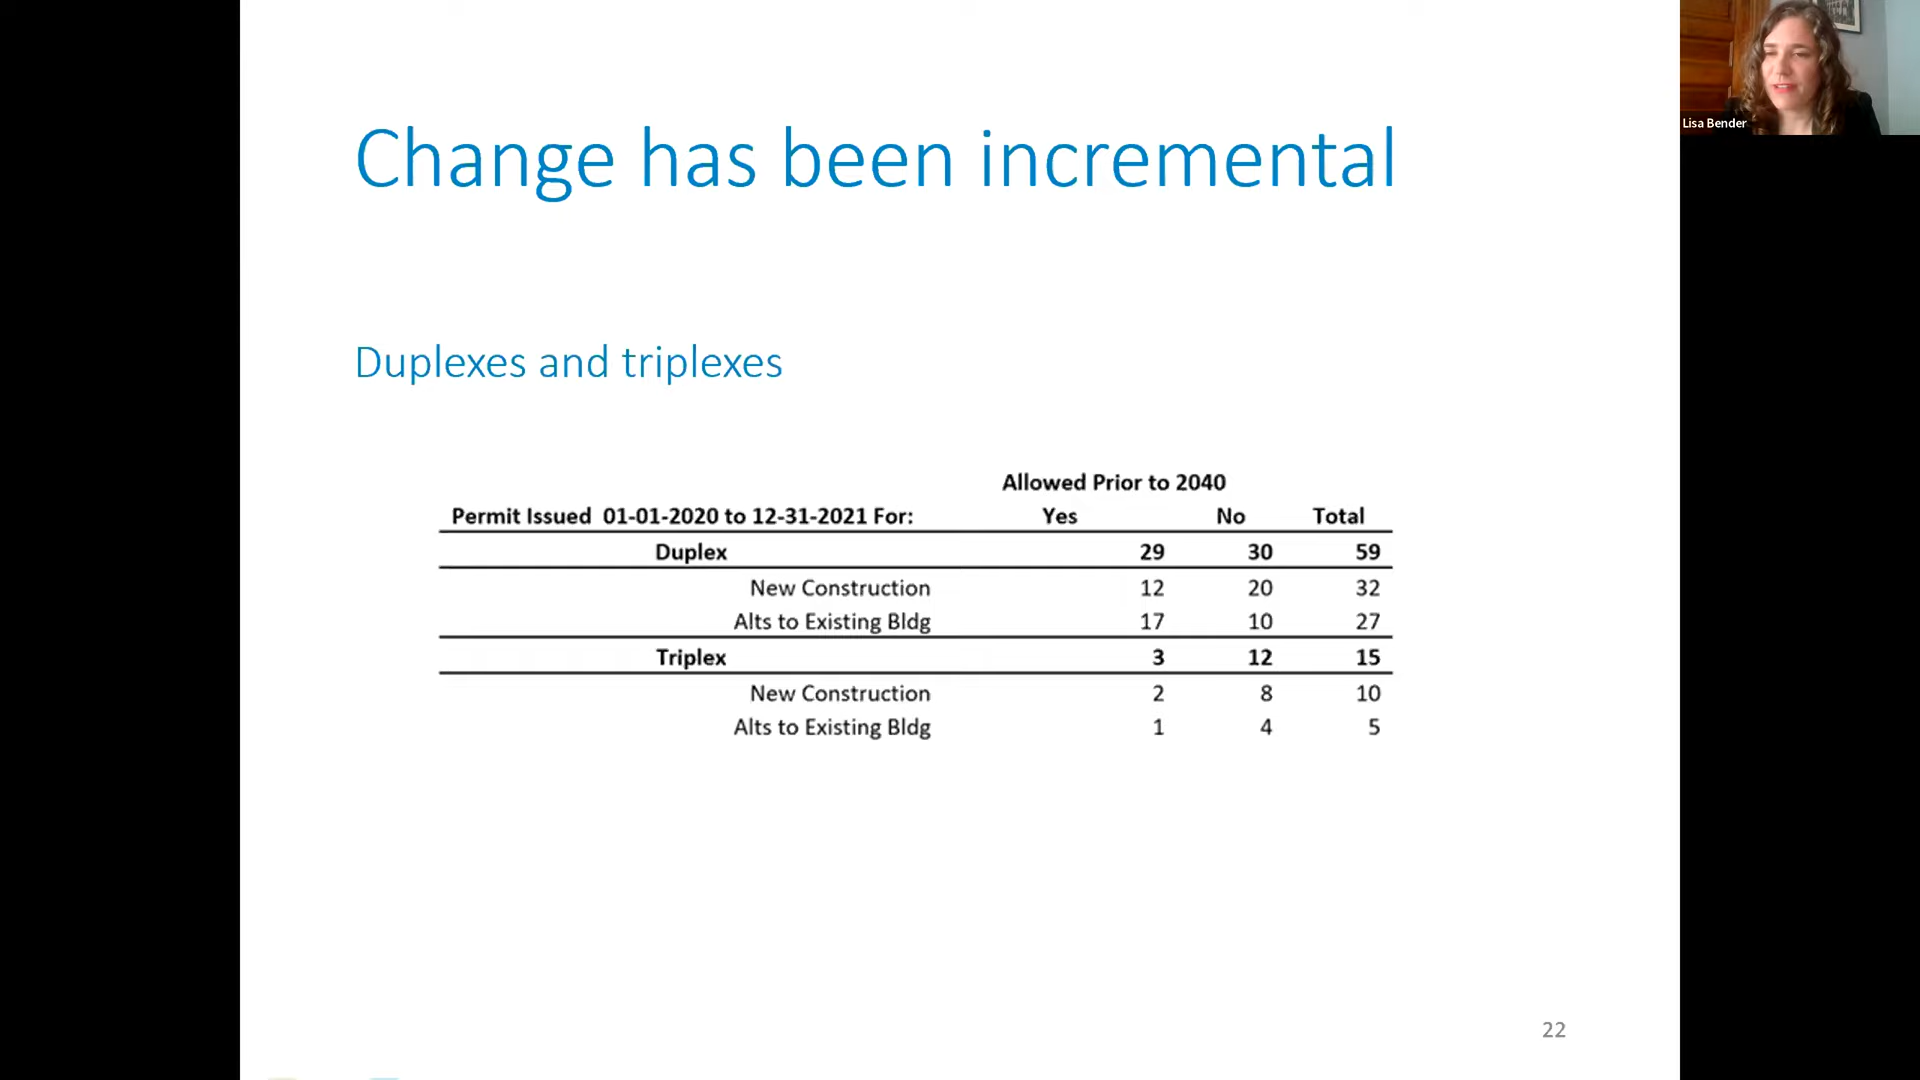 Lisa Bender
Change has been incremental
Duplexes and triplexes
Allowed Prior to 2040
Permit Issued 01-01-2020 to 12-31-2021 For: Yes No Total
Duplex 29 30 59
New Construction 12 20 32
Alts to Existing Bldg 17 10 27
Triplex 3 12 15
New Construction 2 8 10
Alts to Existing Bldg 1 4 5
22